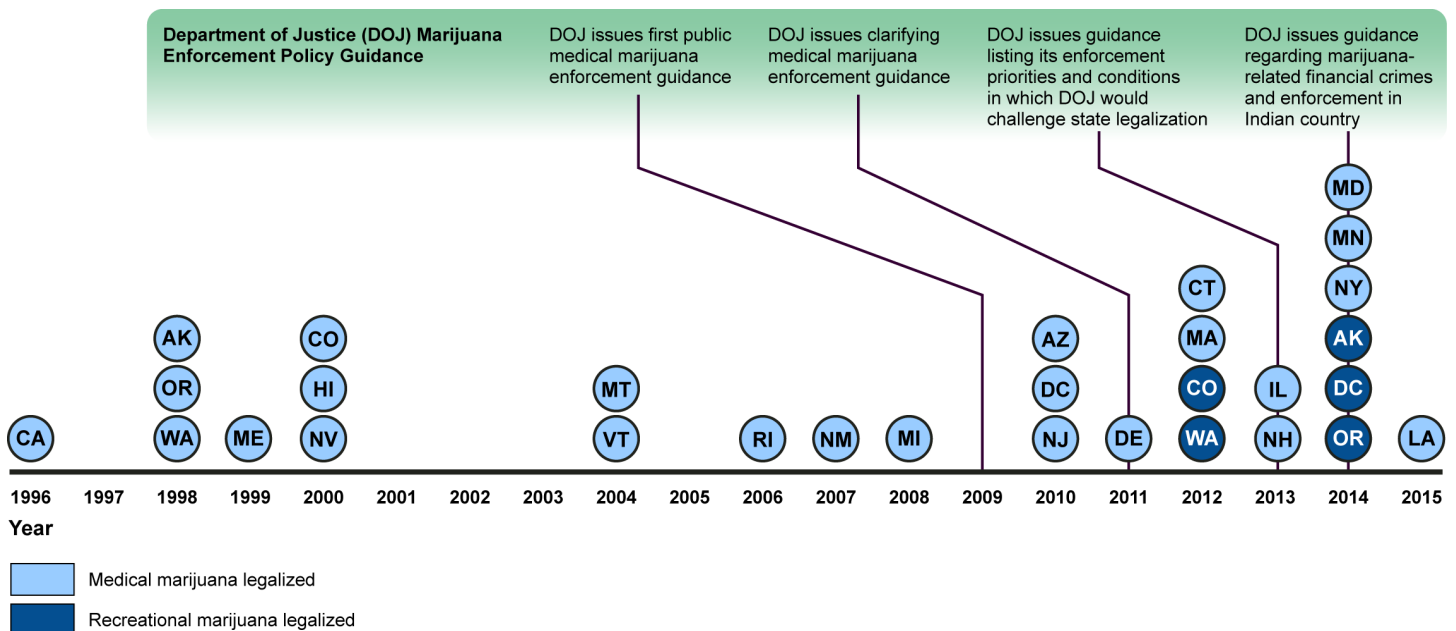 Department of Justice (DOJ) Marijuana
Enforcement Policy Guidance
DOJ issues first public
medical marijuana
enforcement guidance
DOJ issues clarifying
medical marijuana
enforcement guidance
DOJ issues guidance
listing its enforcement
priorities and conditions
in which DOJ would
challenge state legalization
DOJ issues guidance
regarding marijuana-
related financial crimes
and enforcement in
Indian country
CA
AK
OR
WA
ME
CO
HI
NV
MT
VT
RI
NM
MI
AZ
DC
NJ
DE
CT
MA
CO
WA
IL
NH
MD
MN
NY
AK
DC
OR
LA
1996 1997 1998 1999 2000 2001 2002 2003 2004 2005 2006 2007 2008 2009 2010 2011 2012 2013 2014 2015
Year
Medical marijuana legalized
Recreational marijuana legalized